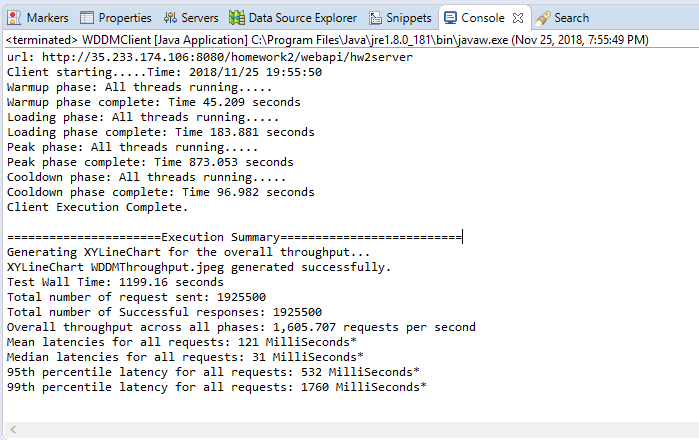 Markers Properties Servers Data Source Explorer Snippets Console Search
<terminated> WDDMClient [Java Application] C:\Program Files\Java\jre1.8.0_181\bin\javaw.exe (Nov 25, 2018, 7:55:49 PM)
url: http://35.233.174.106:8080/homework2/webapi/hw2server
Client starting.....Time: 2018/11/25 19:55:50
Warmup phase: All threads running.....
Warmup phase complete: Time 45.209 seconds
Loading phase: All threads running.....
Loading phase complete: Time 183.881 seconds
Peak phase: All threads running.....
Peak phase complete: Time 873.053 seconds
Cooldown phase: All threads running.....
Cooldown phase complete: Time 96.982 seconds
Client Execution Complete.
======================Execution Summary==========================
Generating XYLineChart for the overall throughput...
XYLineChart WDDMThroughput.jpeg generated successfully.
Test Wall Time: 1199.16 seconds
Total number of request sent: 1925500
Total number of Successful responses: 1925500
Overall throughput across all phases: 1,605.707 requests per second
Mean latencies for all requests: 121 MilliSeconds*
Median latencies for all requests: 31 MilliSeconds*
95th percentile latency for all requests: 532 MilliSeconds*
99th percentile latency for all requests: 1760 MilliSeconds*